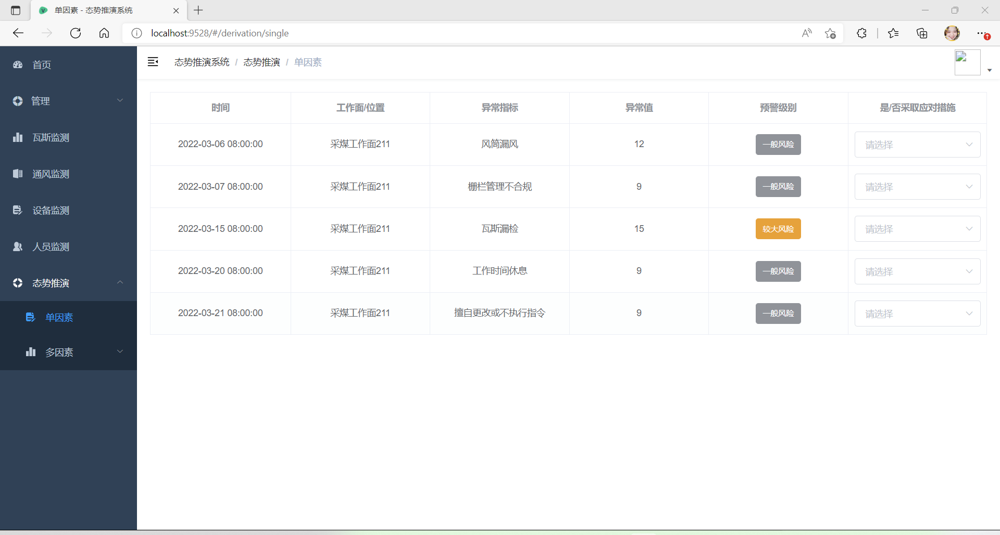 单因素 - 态势推演系统
localhost:9528/#/derivation/single
首页
管理
瓦斯监测
通风监测
设备监测
人员监测
态势推演
单因素
多因素
态势推演系统 / 态势推演 / 单因素
时间 工作面/位置 异常指标 异常值 预警级别 是/否采取应对措施
2022-03-06 08:00:00 采煤工作面211 风筒漏风 12 一般风险 请选择
2022-03-07 08:00:00 采煤工作面211 栅栏管理不合规 9 一般风险 请选择
2022-03-15 08:00:00 采煤工作面211 瓦斯漏检 15 较大风险 请选择
2022-03-20 08:00:00 采煤工作面211 工作时间休息 9 一般风险 请选择
2022-03-21 08:00:00 采煤工作面211 擅自更改或不执行指令 9 一般风险 请选择